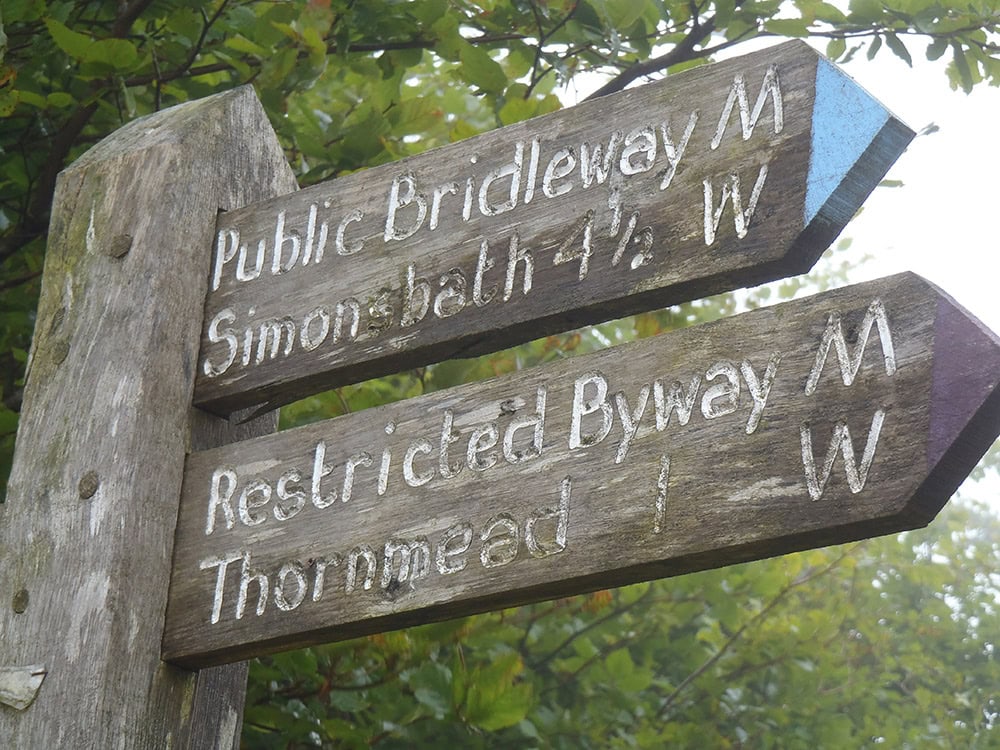 Public Bridleway M
Simonsbath 4½ W
Restricted Byway M
Thornmead 1 W